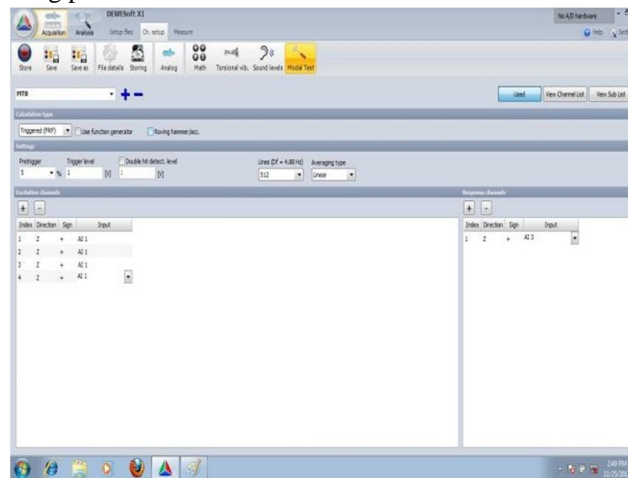 DEWESoft X1
No A/D hardware
Acquisition Analysis Setup files Ch. setup Measure
Help
Store Save Save as File details Storing Analog Math Torsional vib. Sound levels Modal Test
MT0
Used View Channel List View Sub List
Calculation type
Triggered (FRF) Use function generator Roving hammer/acc.
Settings
Pretrigger Trigger level Double hit detect. level Lines (Df = 4.88 Hz) Averaging type
5 % 1 [V] 1 [V] 512 Linear
Excitation channels Response channels
+ - + -
Index Direction Sign Input Index Direction Sign Input
1 Z + AI 1 1 Z +
2 Z + AI 1
3 Z + AI 1
4 Z + AI 1
2:49 PM